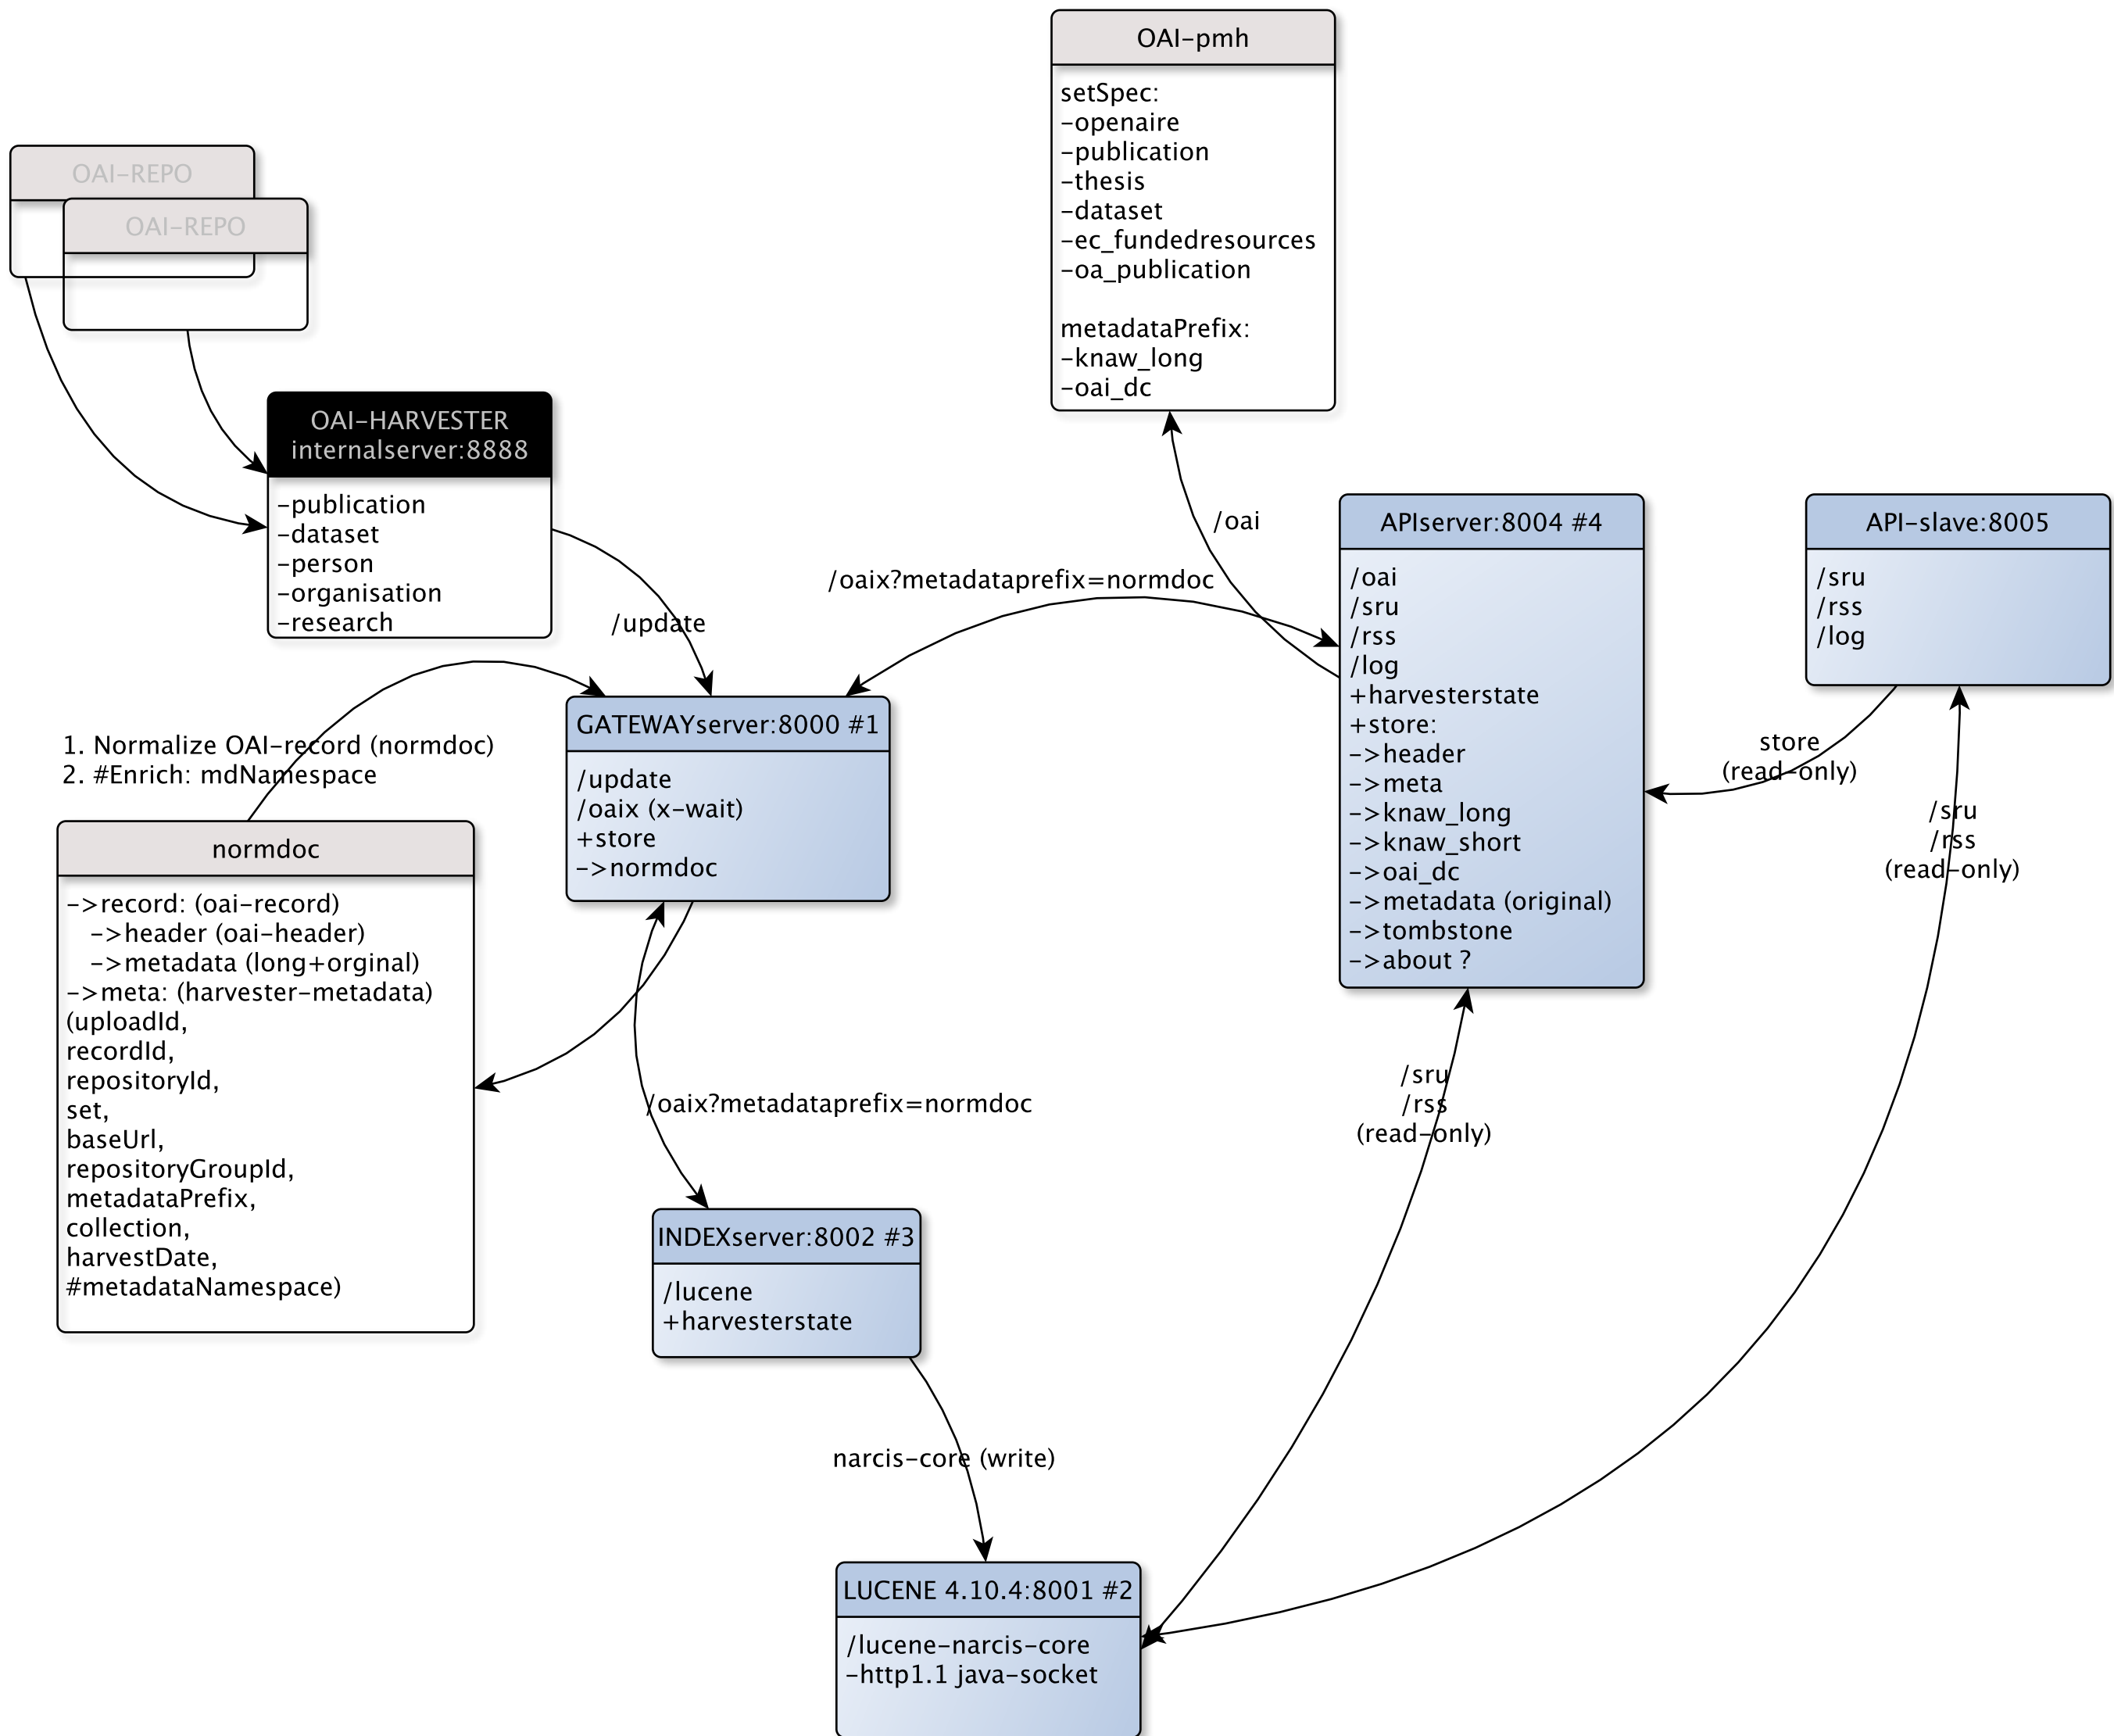 OAI-pmh
setSpec:
-openaire
-publication
-thesis
-dataset
-ec_fundedresources
-oa_publication
metadataPrefix:
-knaw_long
-oai_dc
OAI-REPO
OAI-REPO
OAI-HARVESTER
internalserver:8888
-publication
-dataset
-person
-organisation
-research
/update
/oaix?metadataprefix=normdoc
/oai
APIserver:8004 #4
/oai
/sru
/rss
/log
+harvesterstate
+store:
->header
->meta
->knaw_long
->knaw_short
->oai_dc
->metadata (original)
->tombstone
->about ?
API-slave:8005
/sru
/rss
/log
store
(read-only)
/sru
/rss
(read-only)
GATEWAYserver:8000 #1
/update
/oaix (x-wait)
+store
->normdoc
1. Normalize OAI-record (normdoc)
2. #Enrich: mdNamespace
normdoc
->record: (oai-record)
->header (oai-header)
->metadata (long+orginal)
->meta: (harvester-metadata)
(uploadId,
recordId,
repositoryId,
set,
baseUrl,
repositoryGroupId,
metadataPrefix,
collection,
harvestDate,
#metadataNamespace)
/oaix?metadataprefix=normdoc
/sru
/rss
(read-only)
INDEXserver:8002 #3
/lucene
+harvesterstate
narcis-core (write)
LUCENE 4.10.4:8001 #2
/lucene-narcis-core
-http1.1 java-socket